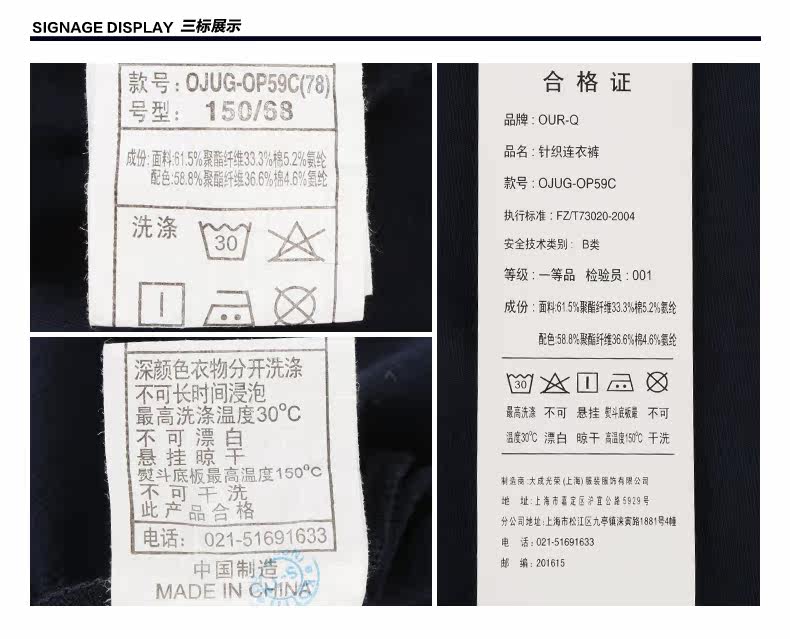 SIGNAGE DISPLAY 三标展示
款号: OJUG-OP59C(78)
号型: 150/68
成份: 面料:61.5%聚酯纤维33.3%棉5.2%氨纶
配色:58.8%聚酯纤维36.6%棉4.6%氨纶
洗涤
30
深颜色衣物分开洗涤
不可长时间浸泡
最高洗涤温度30°C
不可漂白
悬挂晾干
熨斗底板最高温度150°C
不可干洗
此产品合格
电话: 021-51691633
中国制造
MADE IN CHINA
合格证
品牌: OUR-Q
品名: 针织连衣裤
款号: OJUG-OP59C
执行标准: FZ/T73020-2004
安全技术类别: B类
等级: 一等品 检验员: 001
成份: 面料:61.5%聚酯纤维33.3%棉5.2%氨纶
配色:58.8%聚酯纤维36.6%棉4.6%氨纶
30
最高洗涤 不可 悬挂 熨斗底板最 不可
温度30°C 漂白 晾干 高温度150°C 干洗
制造商:大成光荣(上海)服装服饰有限公司
地 址:上海市嘉定区沪宜公路5929号
分公司地址:上海市松江区九亭镇涞寅路1881号4幢
电 话:021-51691633
邮 编:201615